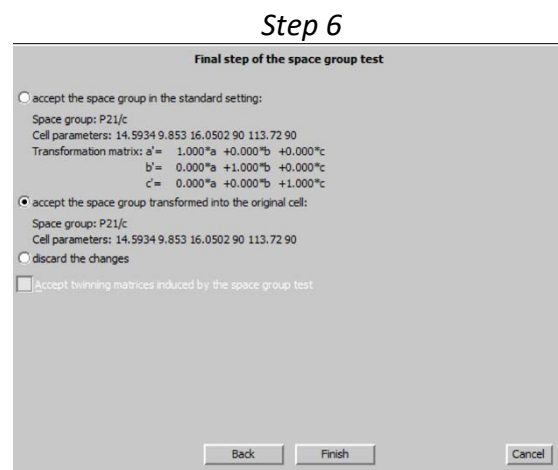 Step 6
Final step of the space group test
accept the space group in the standard setting:
Space group: P21/c
Cell parameters: 14.5934 9.853 16.0502 90 113.72 90
Transformation matrix: a'= 1.000*a +0.000*b +0.000*c
b'= 0.000*a +1.000*b +0.000*c
c'= 0.000*a +0.000*b +1.000*c
accept the space group transformed into the original cell:
Space group: P21/c
Cell parameters: 14.5934 9.853 16.0502 90 113.72 90
discard the changes
Accept twinning matrices induced by the space group test
Back Finish Cancel